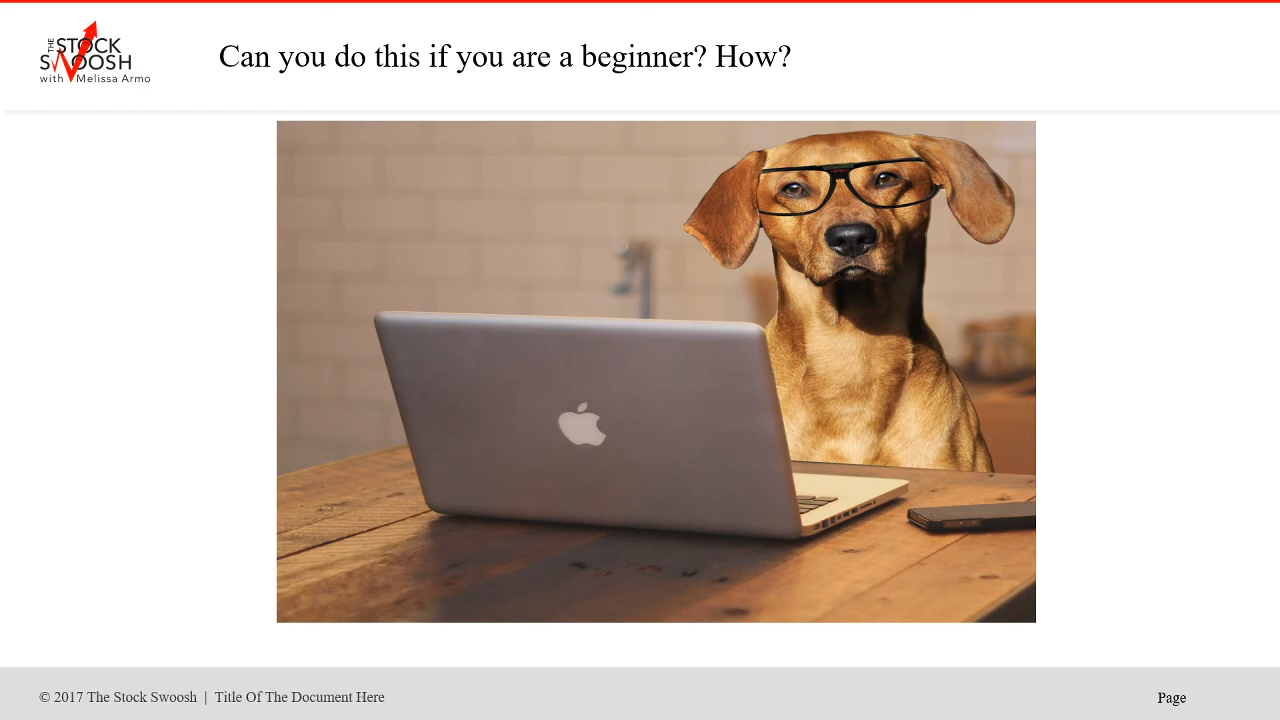 THE
STOCK
SWOOSH
with Melissa Armo
Can you do this if you are a beginner? How?
© 2017 The Stock Swoosh | Title Of The Document Here
Page